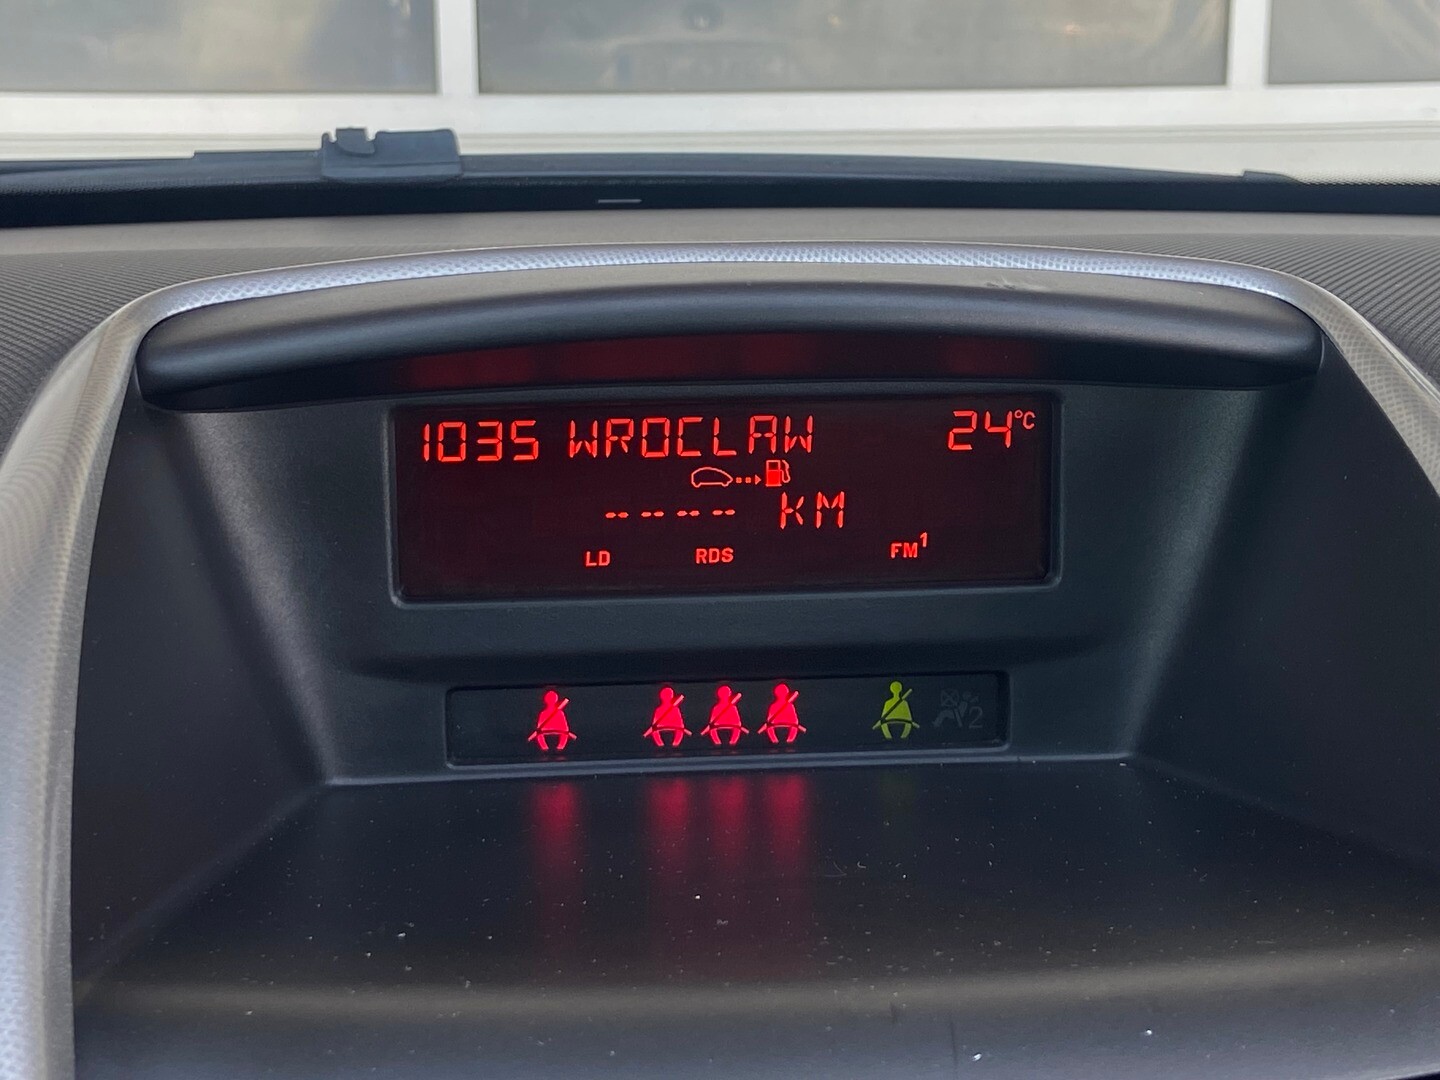 1035 WROCLAW 24°C
---- KM
LD RDS FM1
2